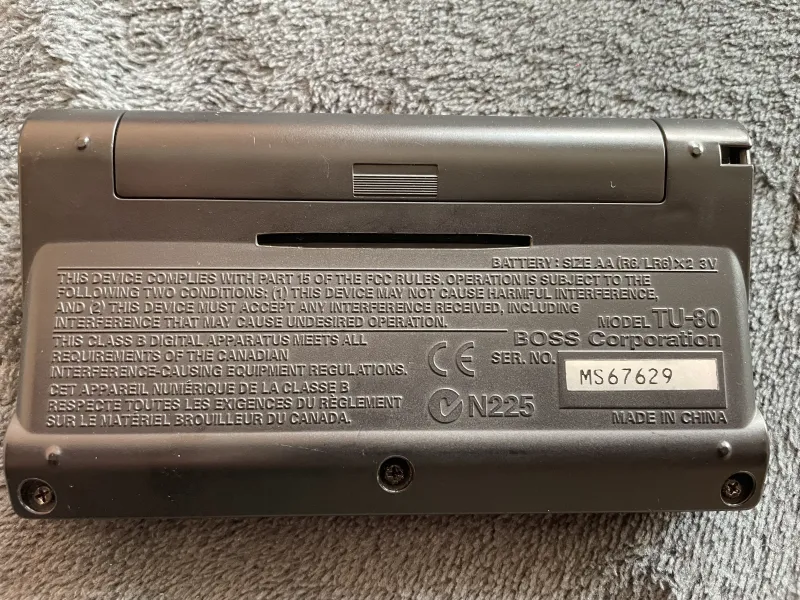 BATTERY: SIZE AA (R6/LR6)×2 3V
THIS DEVICE COMPLIES WITH PART 15 OF THE FCC RULES. OPERATION IS SUBJECT TO THE
FOLLOWING TWO CONDITIONS: (1) THIS DEVICE MAY NOT CAUSE HARMFUL INTERFERENCE,
AND (2) THIS DEVICE MUST ACCEPT ANY INTERFERENCE RECEIVED, INCLUDING
INTERFERENCE THAT MAY CAUSE UNDESIRED OPERATION.
MODEL TU-80
BOSS Corporation
THIS CLASS B DIGITAL APPARATUS MEETS ALL
REQUIREMENTS OF THE CANADIAN
INTERFERENCE-CAUSING EQUIPMENT REGULATIONS.
CET APPAREIL NUMÉRIQUE DE LA CLASSE B
RESPECTE TOUTES LES EXIGENCES DU RÈGLEMENT
SUR LE MATÉRIEL BROUILLEUR DU CANADA.
CE
N225
SER. NO. MS67629
MADE IN CHINA